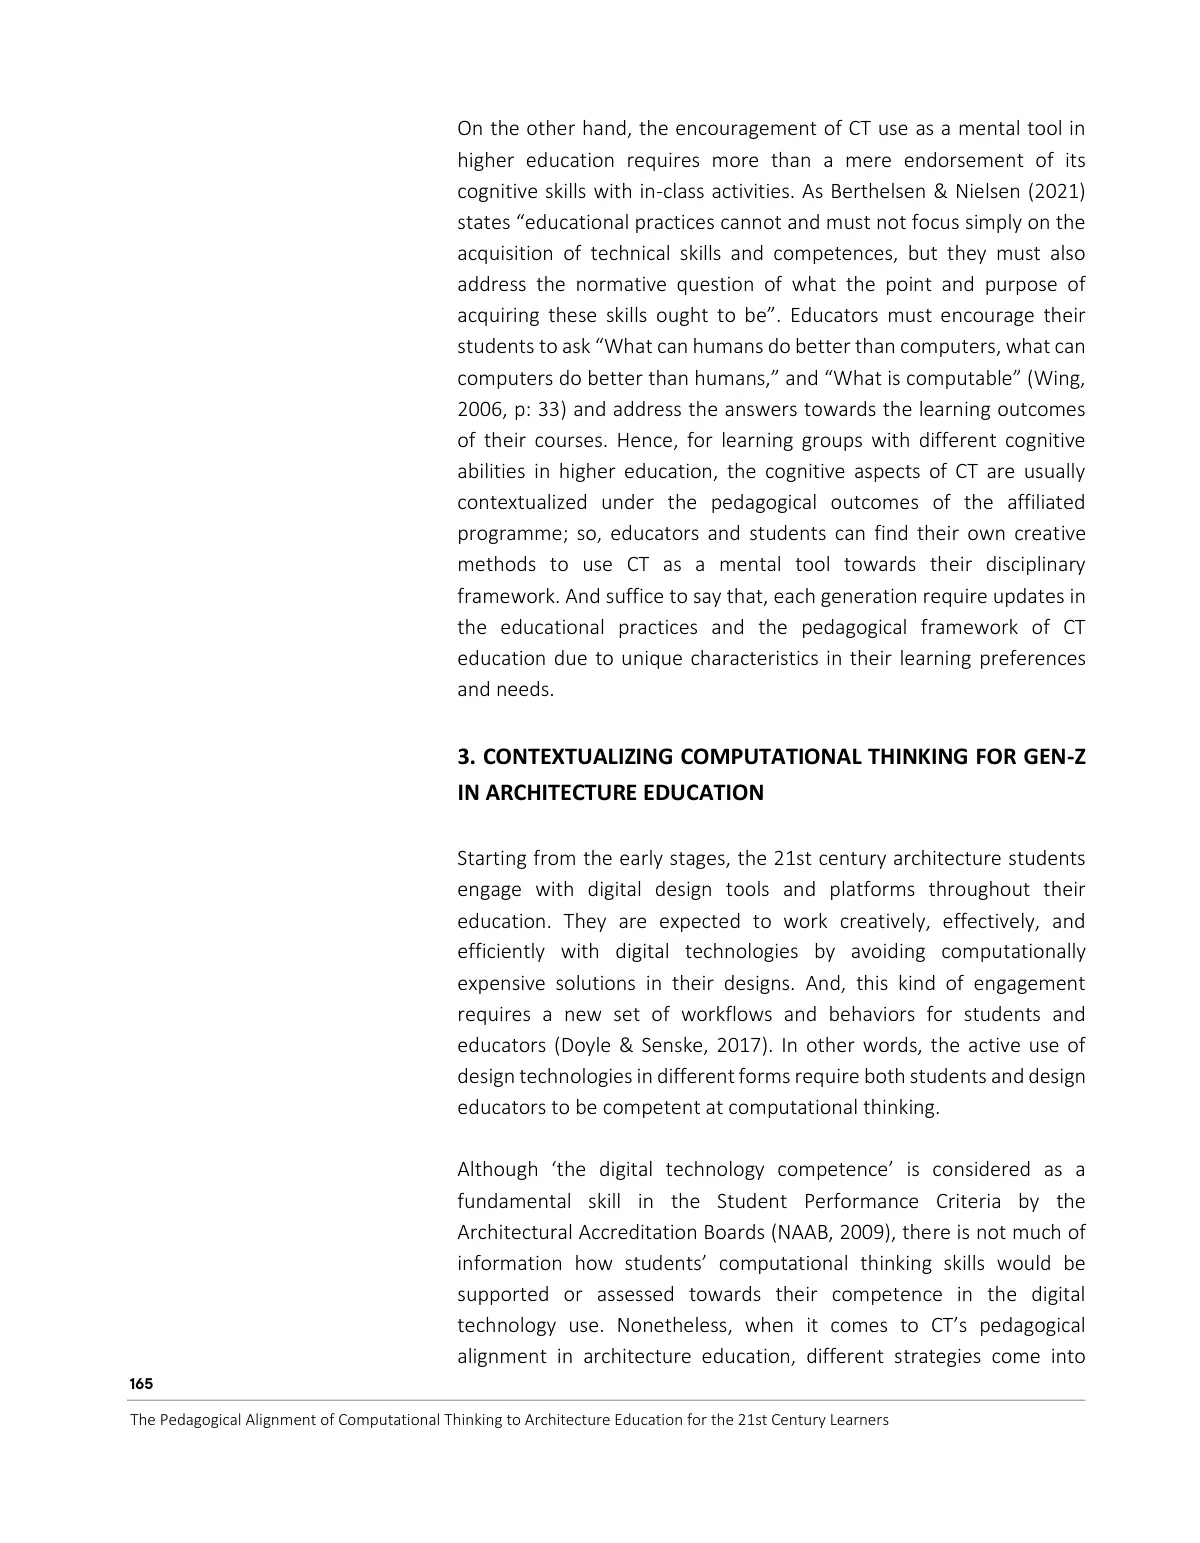 On the other hand, the encouragement of CT use as a mental tool in
higher education requires more than a mere endorsement of its
cognitive skills with in-class activities. As Berthelsen & Nielsen (2021)
states “educational practices cannot and must not focus simply on the
acquisition of technical skills and competences, but they must also
address the normative question of what the point and purpose of
acquiring these skills ought to be”. Educators must encourage their
students to ask “What can humans do better than computers, what can
computers do better than humans,” and “What is computable” (Wing,
2006, p: 33) and address the answers towards the learning outcomes
of their courses. Hence, for learning groups with different cognitive
abilities in higher education, the cognitive aspects of CT are usually
contextualized under the pedagogical outcomes of the affiliated
programme; so, educators and students can find their own creative
methods to use CT as a mental tool towards their disciplinary
framework. And suffice to say that, each generation require updates in
the educational practices and the pedagogical framework of CT
education due to unique characteristics in their learning preferences
and needs.
3. CONTEXTUALIZING COMPUTATIONAL THINKING FOR GEN-Z
IN ARCHITECTURE EDUCATION
Starting from the early stages, the 21st century architecture students
engage with digital design tools and platforms throughout their
education. They are expected to work creatively, effectively, and
efficiently with digital technologies by avoiding computationally
expensive solutions in their designs. And, this kind of engagement
requires a new set of workflows and behaviors for students and
educators (Doyle & Senske, 2017). In other words, the active use of
design technologies in different forms require both students and design
educators to be competent at computational thinking.
Although ‘the digital technology competence’ is considered as a
fundamental skill in the Student Performance Criteria by the
Architectural Accreditation Boards (NAAB, 2009), there is not much of
information how students’ computational thinking skills would be
supported or assessed towards their competence in the digital
technology use. Nonetheless, when it comes to CT’s pedagogical
alignment in architecture education, different strategies come into
165
The Pedagogical Alignment of Computational Thinking to Architecture Education for the 21st Century Learners